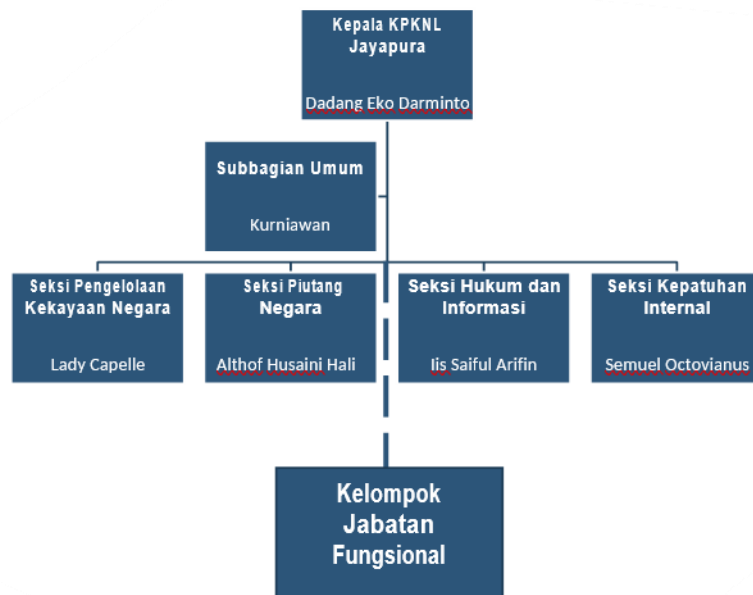 Kepala KPKNL
Jayapura
Dadang Eko Darminto
Subbagian Umum
Kurniawan
Seksi Pengelolaan
Kekayaan Negara
Lady Capelle
Seksi Piutang
Negara
Althof Husaini Hali
Seksi Hukum dan
Informasi
Iis Saiful Arifin
Seksi Kepatuhan
Internal
Semuel Octovianus
Kelompok
Jabatan
Fungsional